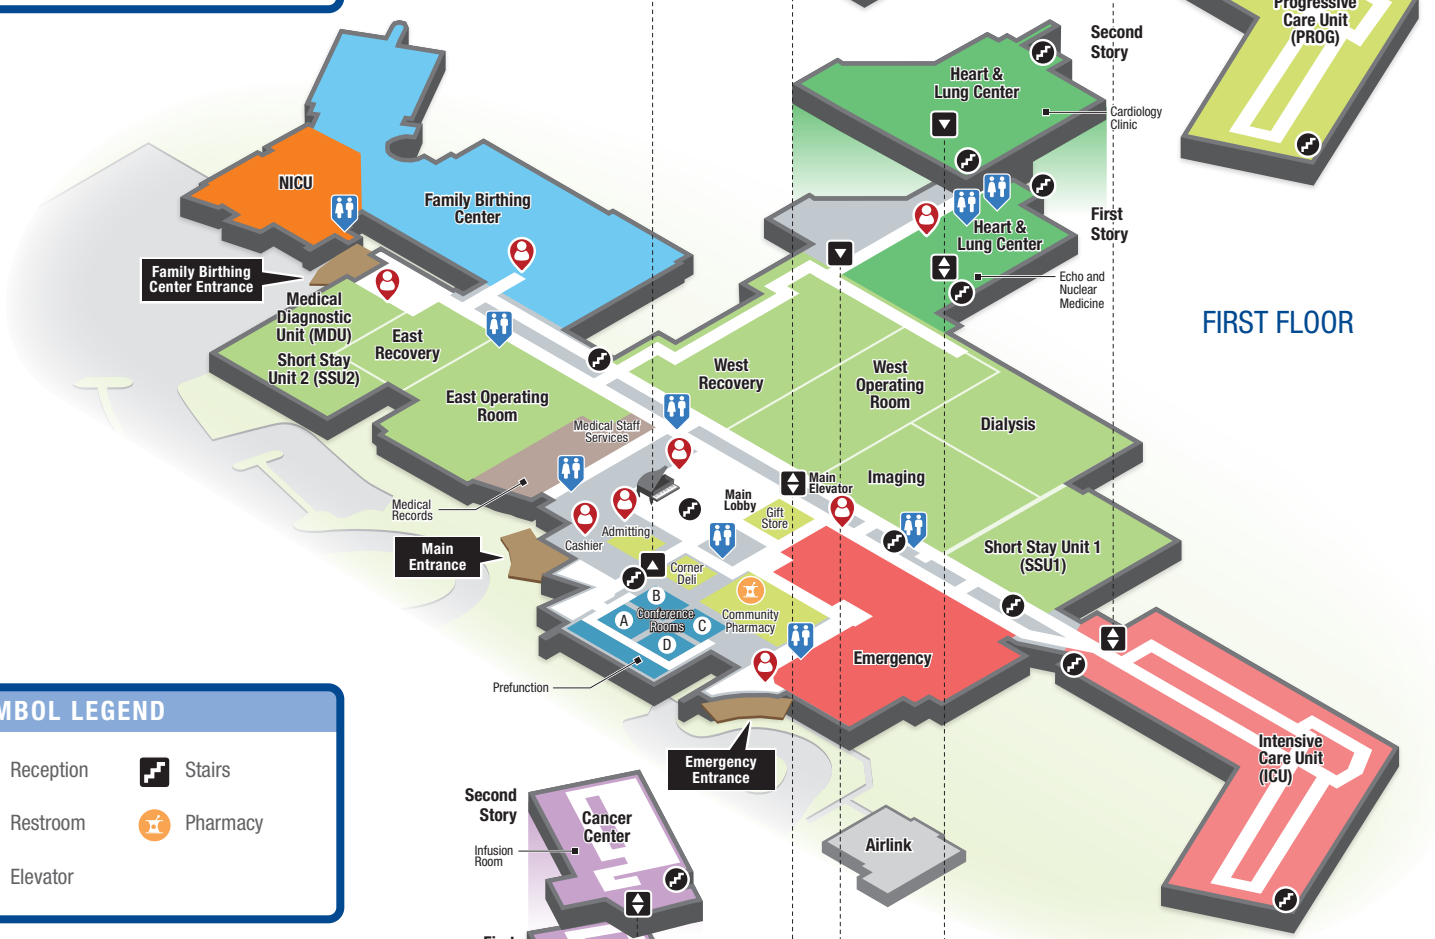 Progressive
Care Unit
(PROG)
Second
Story
Heart &
Lung Center
Cardiology
Clinic
NICU
Family Birthing
Center
First
Story
Heart &
Lung Center
Family Birthing
Center Entrance
Echo and
Nuclear
Medicine
Medical
Diagnostic
Unit (MDU)
Short Stay
Unit 2 (SSU2)
East
Recovery
FIRST FLOOR
West
Recovery
West
Operating
Room
East Operating
Room
Dialysis
Medical Staff
Services
Imaging
Main
Elevator
Main
Lobby
Medical
Records
Gift
Store
Admitting
Cashier
Main
Entrance
Short Stay Unit 1
(SSU1)
Corner
Deli
B
Conference
Rooms
A
C
D
Community
Pharmacy
Emergency
Prefunction
MBOL LEGEND
Reception
Stairs
Restroom
Pharmacy
Elevator
Emergency
Entrance
Intensive
Care Unit
(ICU)
Second
Story
Cancer
Center
Infusion
Room
Airlink
First